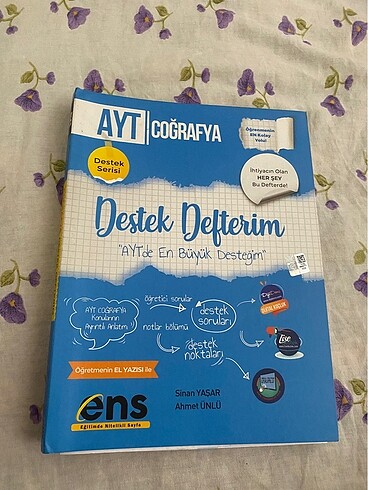 AYT COĞRAFYA
Destek
Serisi
Öğretmenin
EN Kolay
Yolu!
İhtiyacın Olan
HER ŞEY
Bu Defterde!
Destek Defterim
"AYT'de En Büyük Desteğim"
AYT COĞRAFYA
Konularının
Ayrıntılı Anlatımı
öğretici sorular
destek
soruları
notlar bölümü
destek
noktaları
Lise
Öğretmenin EL YAZISI ile
Sinan YAŞAR
Ahmet ÜNLÜ
ens
Eğitimde Nitelikli Sayfa